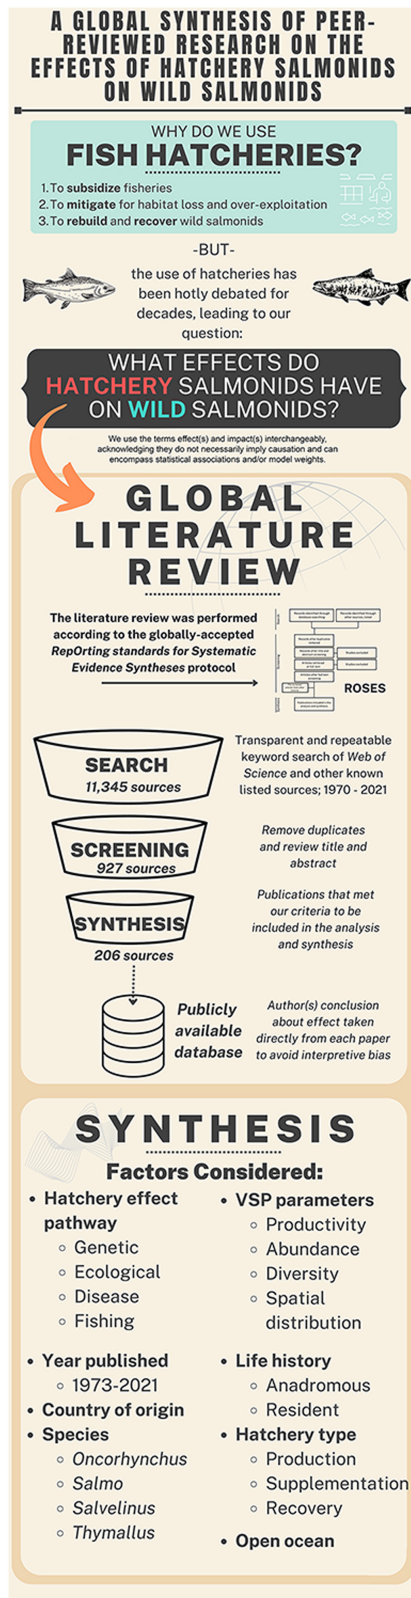 A GLOBAL SYNTHESIS OF PEER-
REVIEWED RESEARCH ON THE
EFFECTS OF HATCHERY SALMONIDS
ON WILD SALMONIDS
WHY DO WE USE
FISH HATCHERIES?
1. To subsidize fisheries
2. To mitigate for habitat loss and over-exploitation
3. To rebuild and recover wild salmonids
-BUT-
the use of hatcheries has
been hotly debated for
decades, leading to our
question:
WHAT EFFECTS DO
HATCHERY SALMONIDS HAVE
ON WILD SALMONIDS?
We use the terms effect(s) and impact(s) interchangeably,
acknowledging they do not necessarily imply causation and can
encompass statistical associations and/or model weights.
GLOBAL
LITERATURE
REVIEW
The literature review was performed
according to the globally-accepted
RepOrting standards for Systematic
Evidence Syntheses protocol
ROSES
SEARCH
11,345 sources
Transparent and repeatable
keyword search of Web of
Science and other known
listed sources; 1970 - 2021
SCREENING
927 sources
Remove duplicates
and review title and
abstract
SYNTHESIS
206 sources
Publications that met
our criteria to be
included in the analysis
and synthesis
Publicly
available
database
Author(s) conclusion
about effect taken
directly from each paper
to avoid interpretive bias
SYNTHESIS
Factors Considered:
• Hatchery effect
pathway
◦ Genetic
◦ Ecological
◦ Disease
◦ Fishing
• Year published
◦ 1973-2021
• Country of origin
• Species
◦ Oncorhynchus
◦ Salmo
◦ Salvelinus
◦ Thymallus
• VSP parameters
◦ Productivity
◦ Abundance
◦ Diversity
◦ Spatial
distribution
• Life history
◦ Anadromous
◦ Resident
• Hatchery type
◦ Production
◦ Supplementation
◦ Recovery
• Open ocean